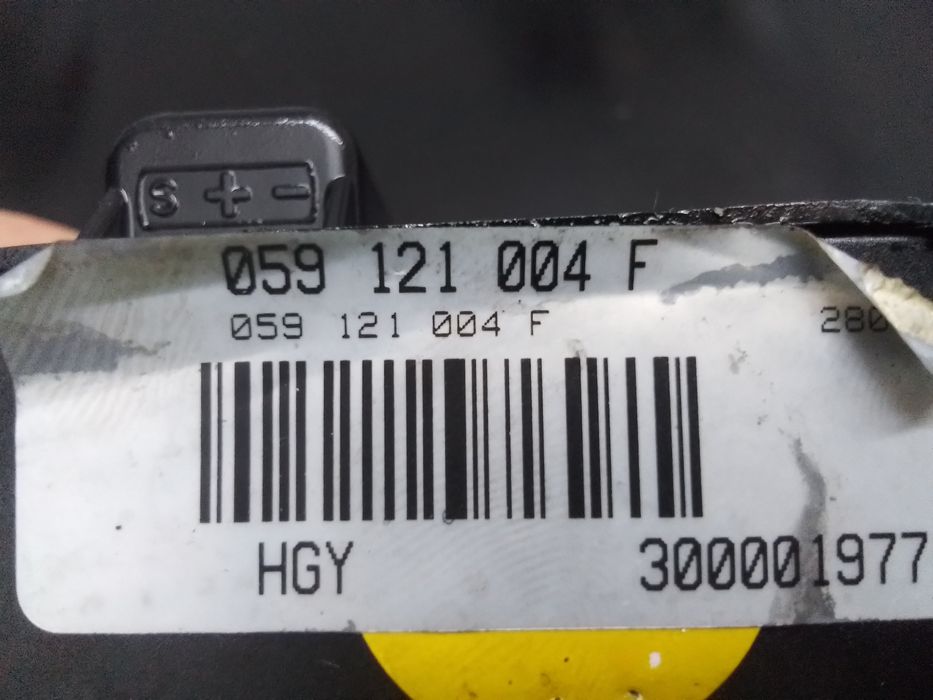 S + -
059 121 004 F
059 121 004 F 280
HGY 300001977